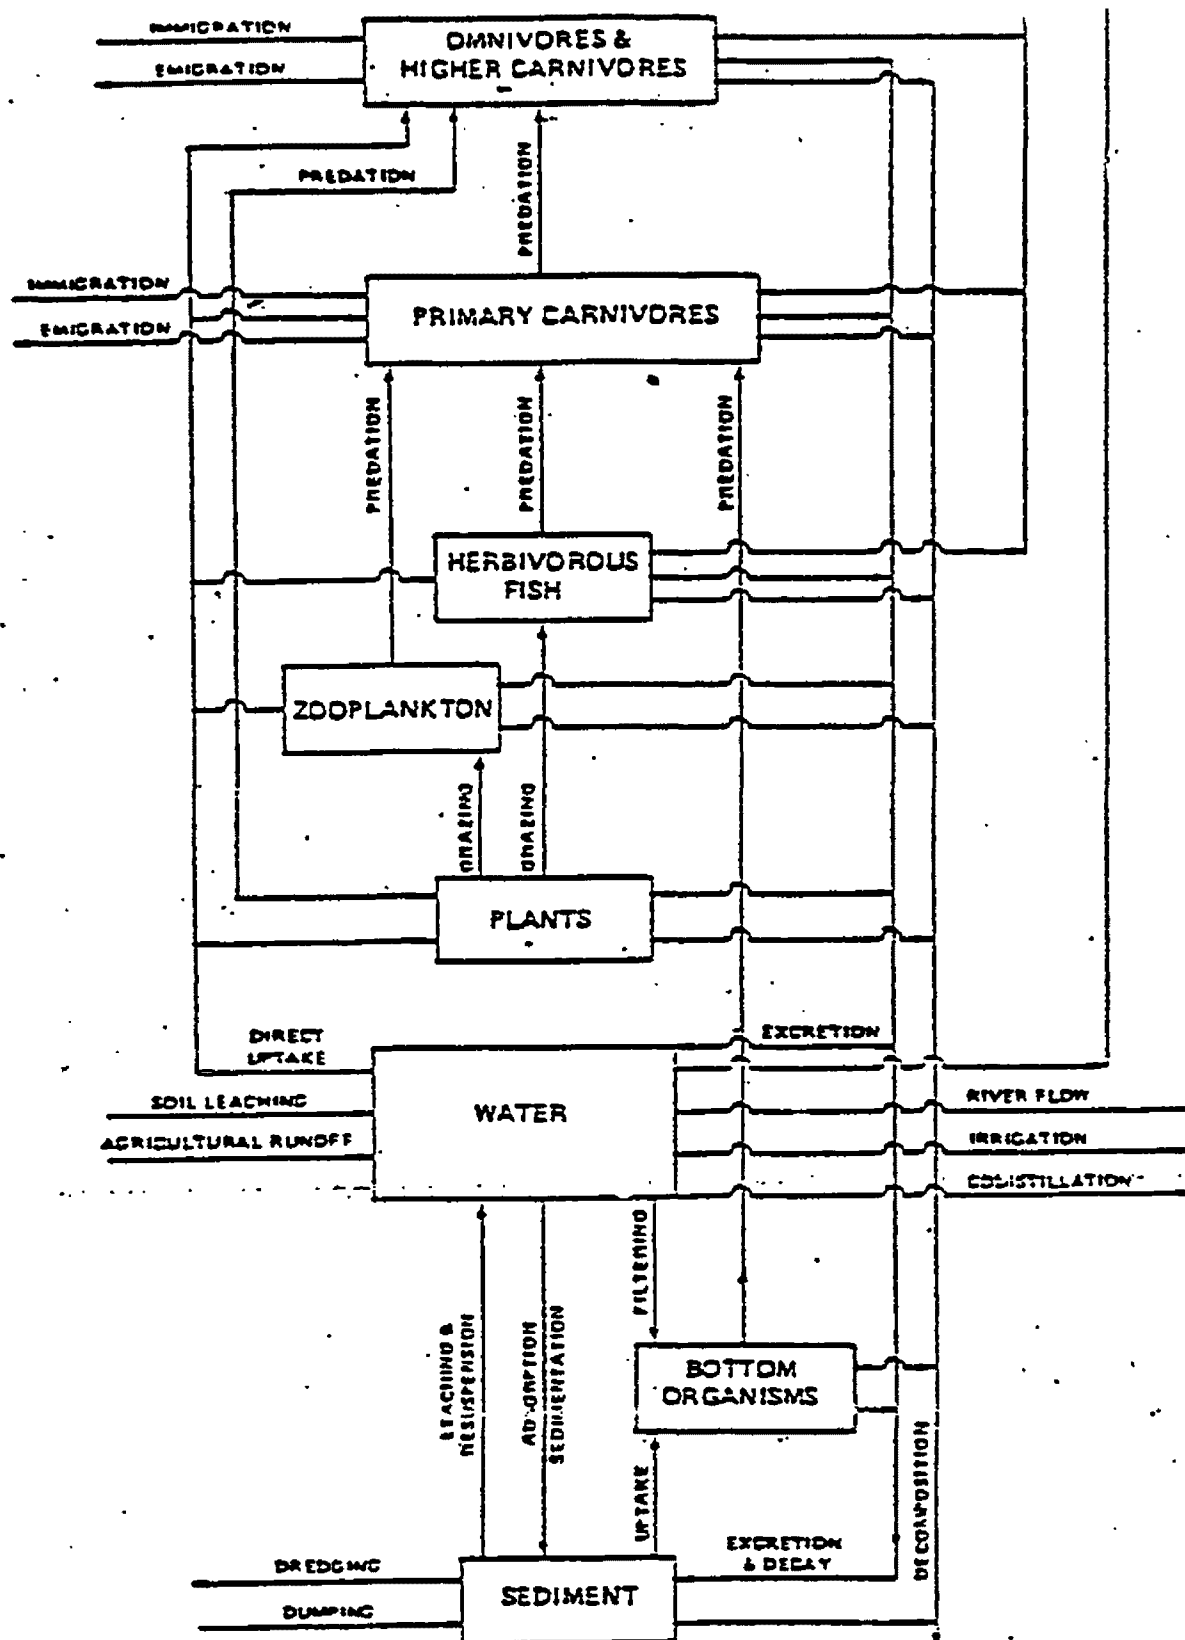 IMMIGRATION
OMNIVORES &
HIGHER CARNIVORES
EMIGRATION
PREDATION
PREDATION
IMMIGRATION
PRIMARY CARNIVORES
EMIGRATION
PREDATION
PREDATION
PREDATION
HERBIVOROUS
FISH
ZOOPLANKTON
GRAZING
GRAZING
PLANTS
DIRECT
UPTAKE
EXCRETION
SOIL LEACHING
WATER
RIVER FLOW
AGRICULTURAL RUNOFF
IRRIGATION
CODISTILLATION
FILTERING
LEACHING &
RESUSPENSION
ADSORPTION
SEDIMENTATION
BOTTOM
ORGANISMS
UPTAKE
DECOMPOSITION
EXCRETION
& DECAY
DREDGING
SEDIMENT
DUMPING